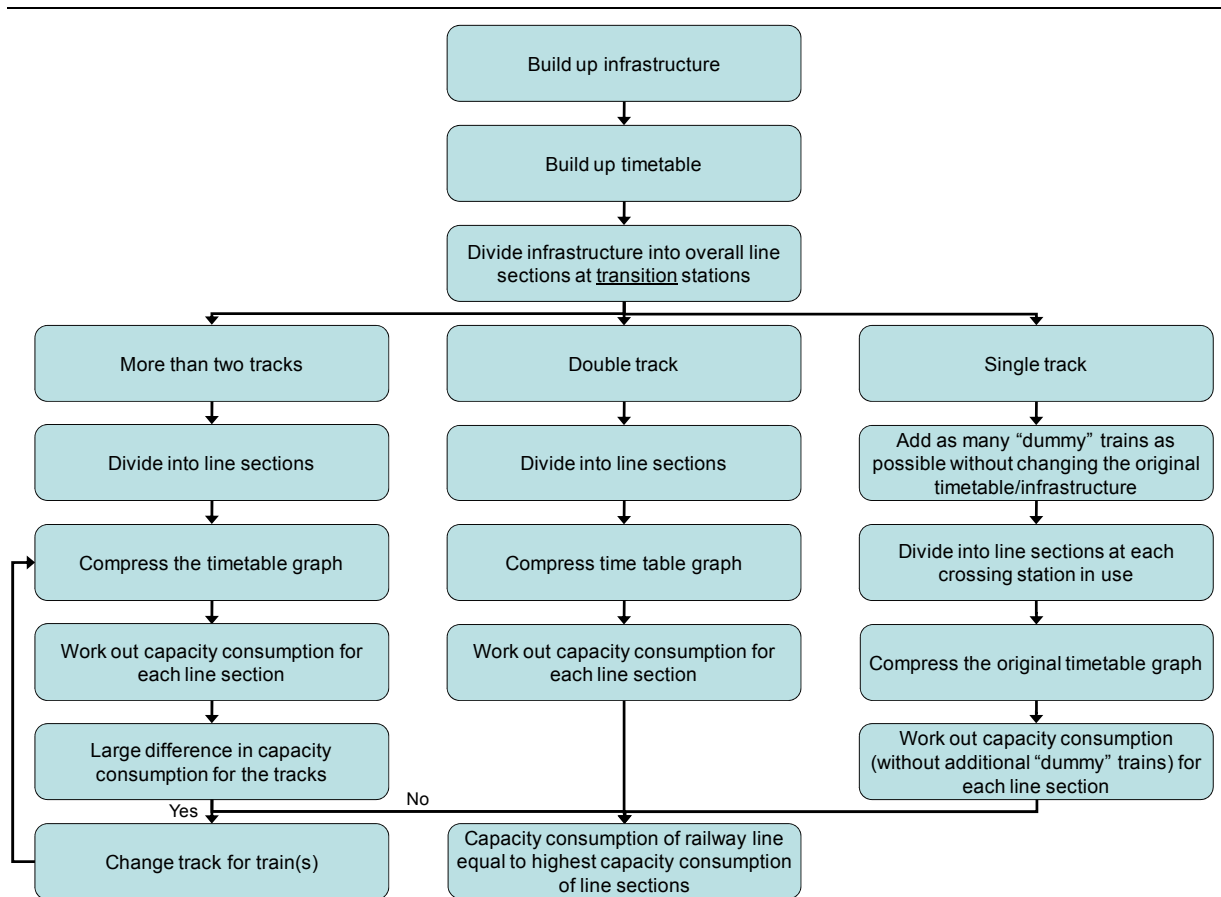 Build up infrastructure
Build up timetable
Divide infrastructure into overall line
sections at transition stations
More than two tracks
Double track
Single track
Divide into line sections
Divide into line sections
Add as many “dummy” trains as
possible without changing the original
timetable/infrastructure
Compress the timetable graph
Compress time table graph
Divide into line sections at each
crossing station in use
Work out capacity consumption for
each line section
Work out capacity consumption for
each line section
Compress the original timetable graph
Large difference in capacity
consumption for the tracks
Work out capacity consumption
(without additional “dummy” trains) for
each line section
Yes
No
Change track for train(s)
Capacity consumption of railway line
equal to highest capacity consumption
of line sections